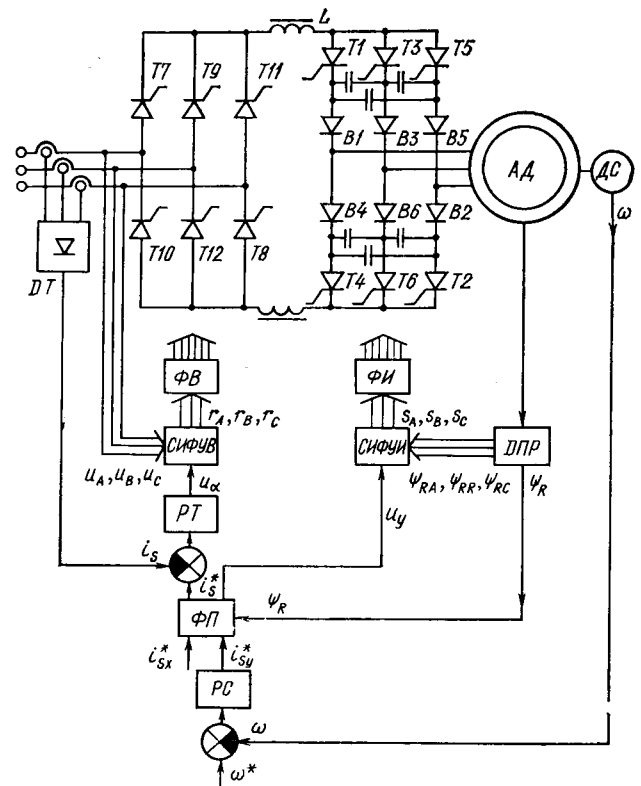 L
T1 T3 T5
T7 T9 T11
B1 B3 B5
АД ДС
ω
B4 B6 B2
T10 T12 T8
T4 T6 T2
DT
ФВ ФИ
r_A, r_B, r_C s_A, s_B, s_C
СИФУВ СИФУИ ДПР
u_A, u_B, u_C u_α ψ_RA, ψ_RR, ψ_RC ψ_R
РТ u_y
i_s i_s*
ФП ψ_R
i_sx* i_sy*
РС
ω
ω*